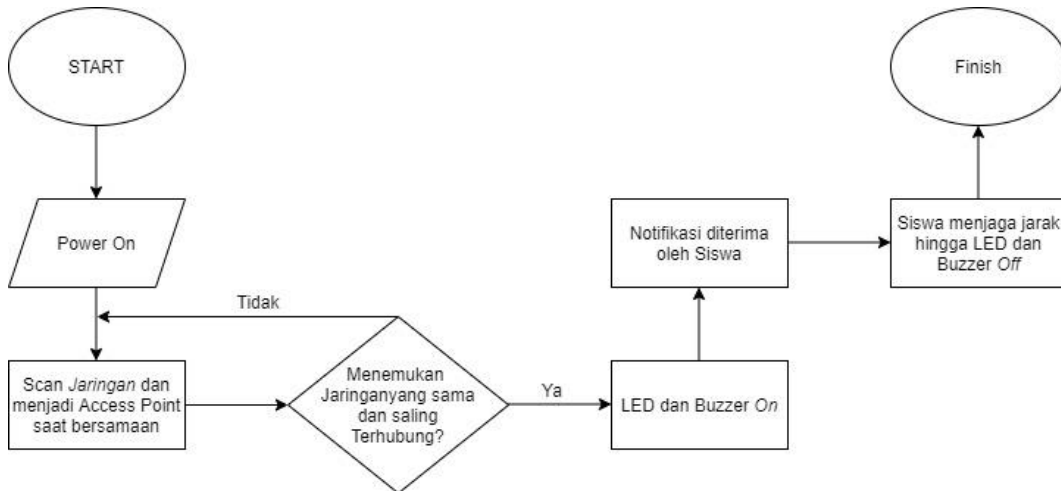 START
Power On
Scan Jaringan dan
menjadi Access Point
saat bersamaan
Tidak
Menemukan
Jaringanyang sama
dan saling
Terhubung?
Ya
LED dan Buzzer On
Notifikasi diterima
oleh Siswa
Siswa menjaga jarak
hingga LED dan
Buzzer Off
Finish